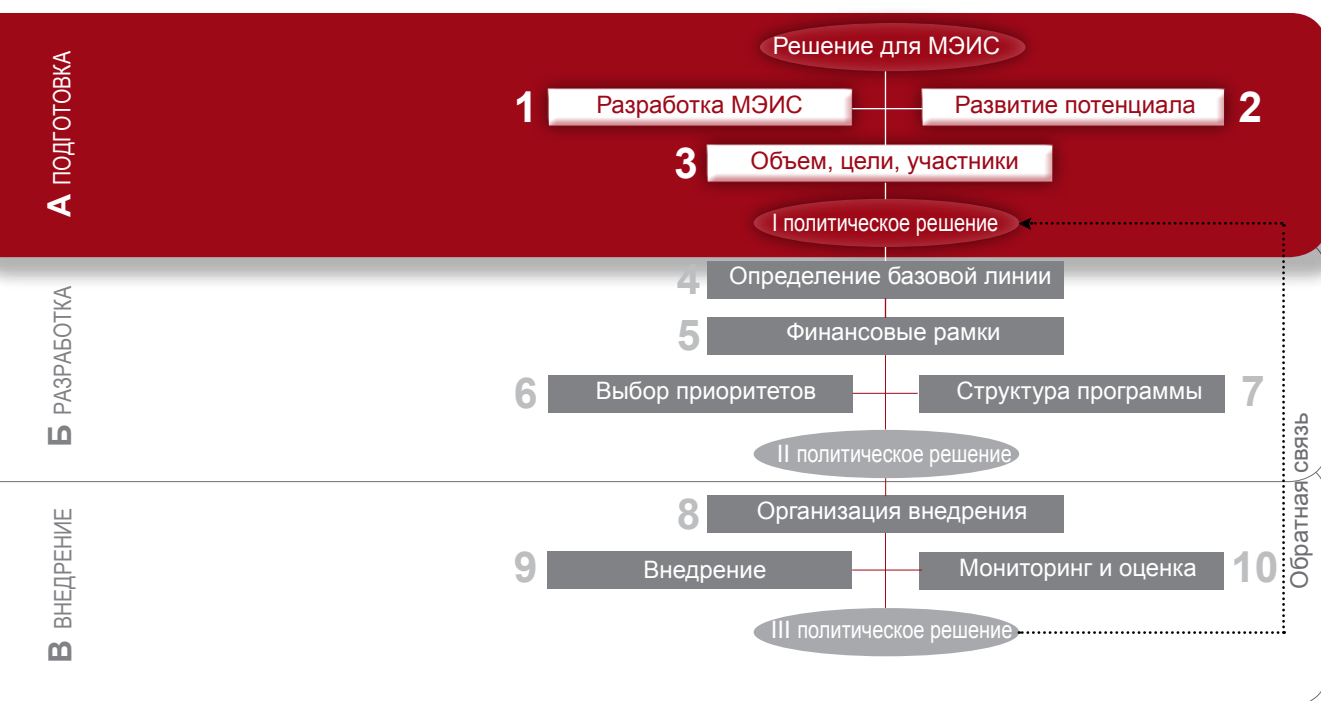 А ПОДГОТОВКА
Решение для МЭИС
1 Разработка МЭИС
Развитие потенциала 2
3 Объем, цели, участники
I политическое решение
Б РАЗРАБОТКА
4 Определение базовой линии
5 Финансовые рамки
6 Выбор приоритетов
Структура программы 7
II политическое решение
В ВНЕДРЕНИЕ
8 Организация внедрения
9 Внедрение
Мониторинг и оценка 10
III политическое решение
Обратная связь